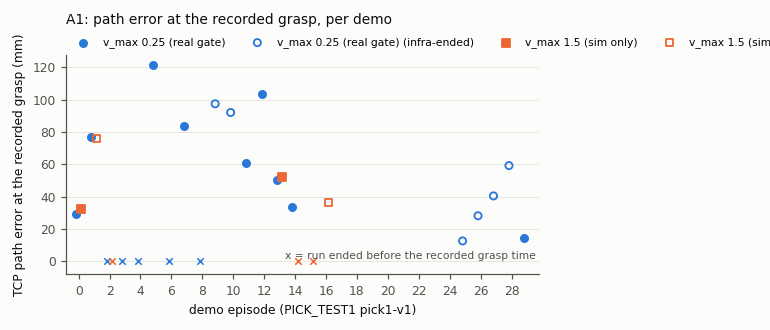 A1: path error at the recorded grasp, per demo
v_max 0.25 (real gate) v_max 0.25 (real gate) (infra-ended) v_max 1.5 (sim only) v_max 1.5 (sim
TCP path error at the recorded grasp (mm)
120
100
80
60
40
20
0
x = run ended before the recorded grasp time
0 2 4 6 8 10 12 14 16 18 20 22 24 26 28
demo episode (PICK_TEST1 pick1-v1)